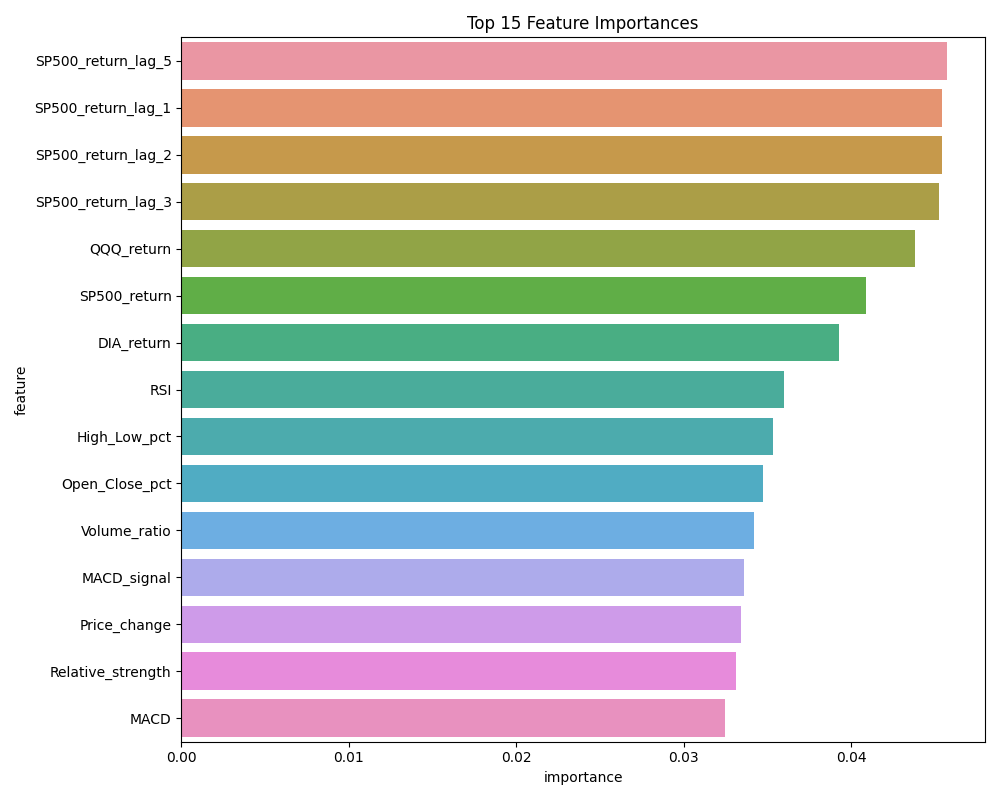 Top 15 Feature Importances
feature
SP500_return_lag_5
SP500_return_lag_1
SP500_return_lag_2
SP500_return_lag_3
QQQ_return
SP500_return
DIA_return
RSI
High_Low_pct
Open_Close_pct
Volume_ratio
MACD_signal
Price_change
Relative_strength
MACD
0.00 0.01 0.02 0.03 0.04
importance